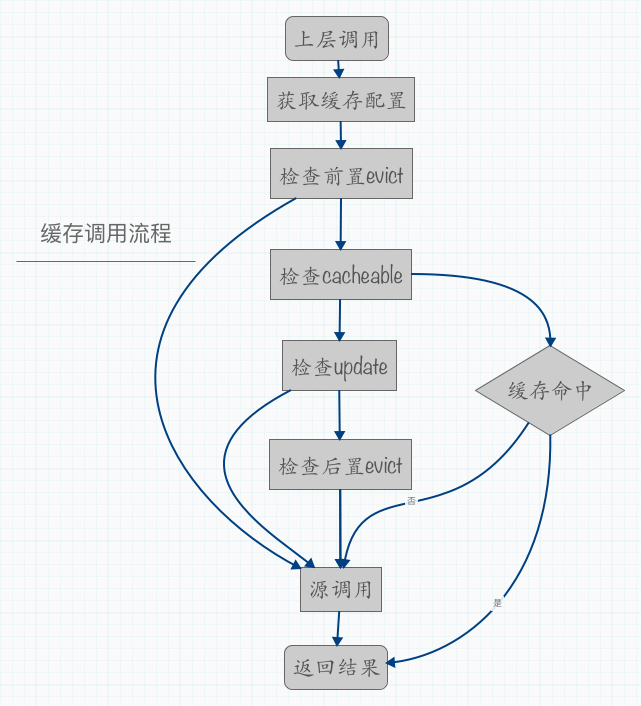 上层调用
获取缓存配置
检查前置evict
缓存调用流程
检查cacheable
检查update
缓存命中
检查后置evict
否
源调用
是
返回结果